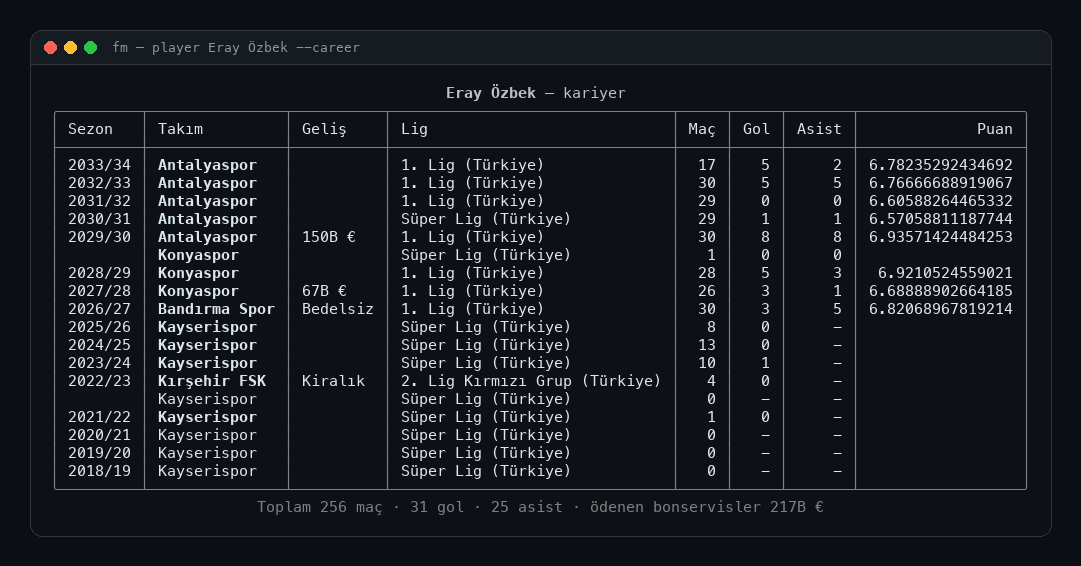 fm — player Eray Özbek --career
Eray Özbek — kariyer
Sezon Takım Geliş Lig Maç Gol Asist Puan
2033/34 Antalyaspor 1. Lig (Türkiye) 17 5 2 6.78235292434692
2032/33 Antalyaspor 1. Lig (Türkiye) 30 5 5 6.76666688919067
2031/32 Antalyaspor 1. Lig (Türkiye) 29 0 0 6.60588264465332
2030/31 Antalyaspor Süper Lig (Türkiye) 29 1 1 6.57058811187744
2029/30 Antalyaspor 150B € 1. Lig (Türkiye) 30 8 8 6.93571424484253
Konyaspor Süper Lig (Türkiye) 1 0 0
2028/29 Konyaspor 1. Lig (Türkiye) 28 5 3 6.9210524559021
2027/28 Konyaspor 67B € 1. Lig (Türkiye) 26 3 1 6.68888902664185
2026/27 Bandırma Spor Bedelsiz 1. Lig (Türkiye) 30 3 5 6.82068967819214
2025/26 Kayserispor Süper Lig (Türkiye) 8 0 —
2024/25 Kayserispor Süper Lig (Türkiye) 13 0 —
2023/24 Kayserispor Süper Lig (Türkiye) 10 1 —
2022/23 Kırşehir FSK Kiralık 2. Lig Kırmızı Grup (Türkiye) 4 0 —
Kayserispor Süper Lig (Türkiye) 0 — —
2021/22 Kayserispor Süper Lig (Türkiye) 1 0 —
2020/21 Kayserispor Süper Lig (Türkiye) 0 — —
2019/20 Kayserispor Süper Lig (Türkiye) 0 — —
2018/19 Kayserispor Süper Lig (Türkiye) 0 — —
Toplam 256 maç · 31 gol · 25 asist · ödenen bonservisler 217B €